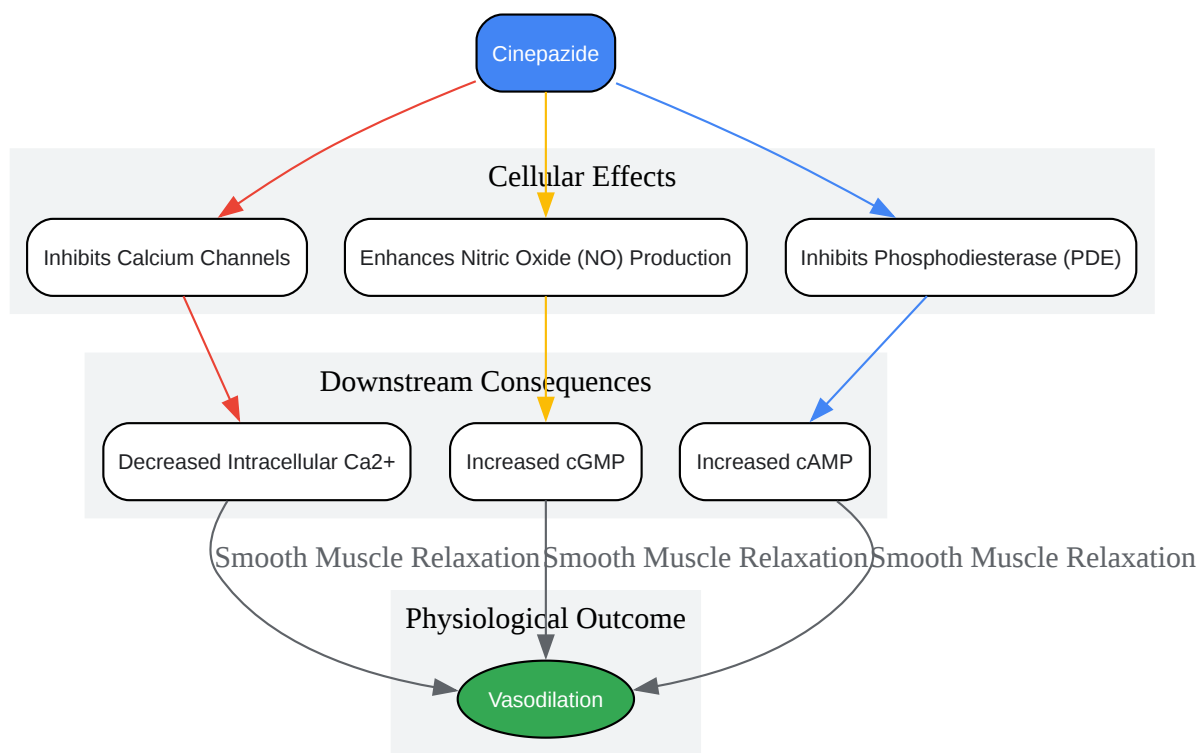 Cinepazide
Cellular Effects
Inhibits Calcium Channels
Enhances Nitric Oxide (NO) Production
Inhibits Phosphodiesterase (PDE)
Downstream Consequences
Decreased Intracellular Ca2+
Increased cGMP
Increased cAMP
Smooth Muscle Relaxation
Smooth Muscle Relaxation
Smooth Muscle Relaxation
Physiological Outcome
Vasodilation